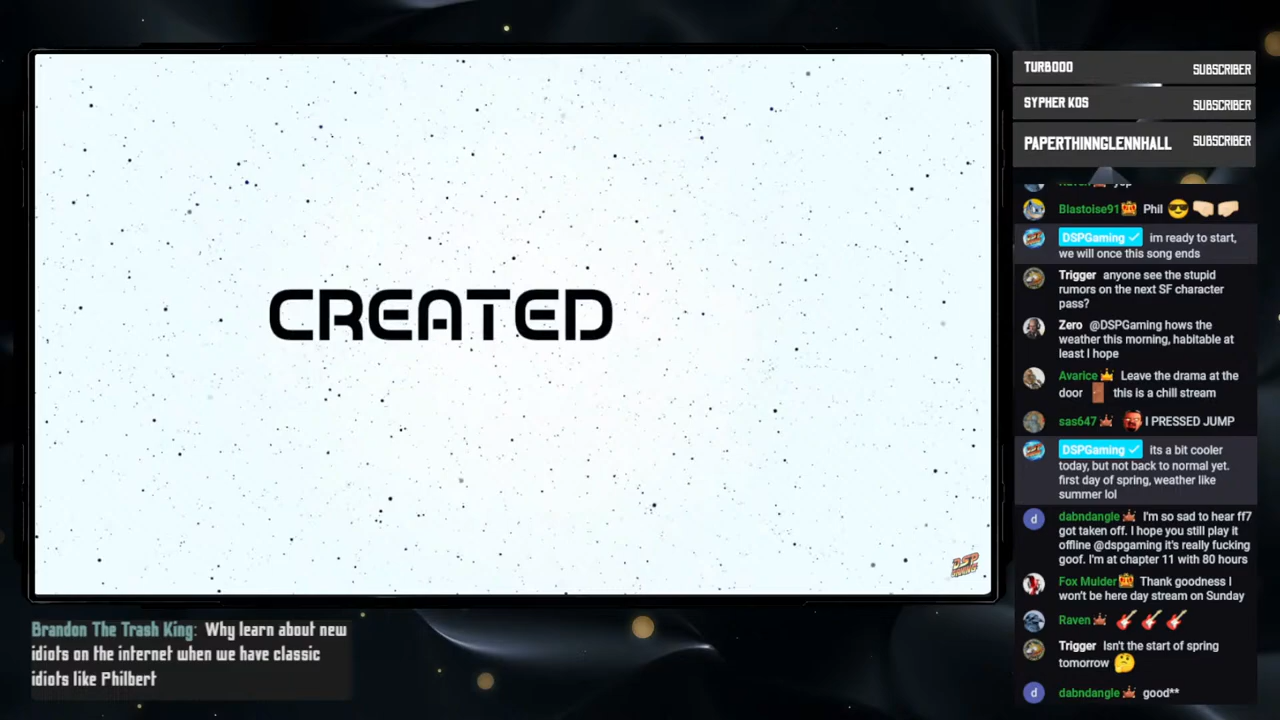 CREATED
DSP GAMING
Brandon The Trash King: Why learn about new
idiots on the internet when we have classic
idiots like Philbert
TURBOOO SUBSCRIBER
SYPHER KOS SUBSCRIBER
PAPERTHINNGLENNHALL SUBSCRIBER
Raven yup
Blastoise91 Phil
DSPGaming im ready to start,
we will once this song ends
Trigger anyone see the stupid
rumors on the next SF character
pass?
Zero @DSPGaming hows the
weather this morning, habitable at
least I hope
Avarice Leave the drama at the
door this is a chill stream
sas647 I PRESSED JUMP
DSPGaming its a bit cooler
today, but not back to normal yet.
first day of spring, weather like
summer lol
d dabndangle I'm so sad to hear ff7
got taken off. I hope you still play it
offline @dspgaming it's really fucking
goof. I'm at chapter 11 with 80 hours
Fox Mulder Thank goodness I
won't be here day stream on Sunday
Raven
Trigger Isn't the start of spring
tomorrow
d dabndangle good**